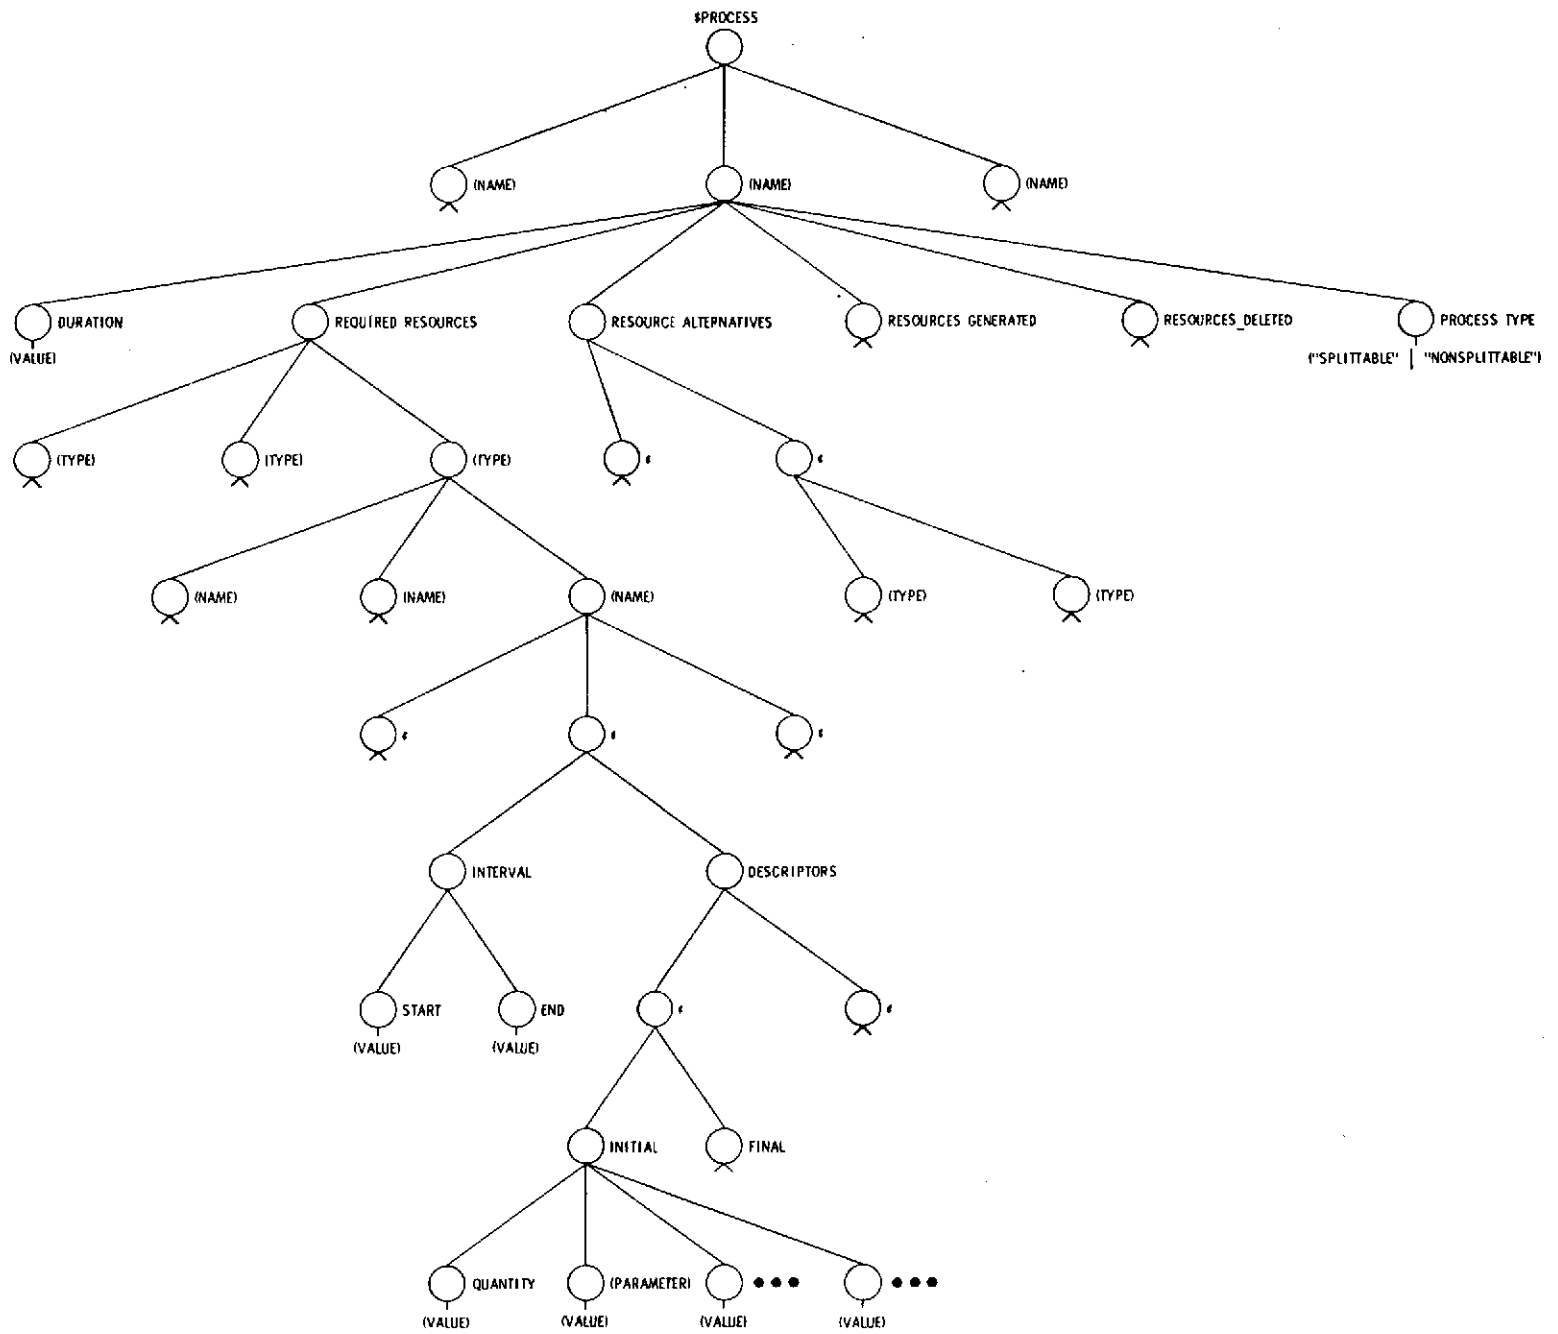 $PROCESS
(NAME) (NAME) (NAME)
DURATION REQUIRED RESOURCES RESOURCE ALTERNATIVES RESOURCES GENERATED RESOURCES_DELETED PROCESS TYPE
(VALUE) ("SPLITTABLE" | "NONSPLITTABLE")
(TYPE) (TYPE) (TYPE)
(NAME) (NAME) (NAME) (TYPE) (TYPE)
INTERVAL DESCRIPTORS
START END
(VALUE) (VALUE)
INITIAL FINAL
QUANTITY (PARAMETER) ••• •••
(VALUE) (VALUE) (VALUE) (VALUE)